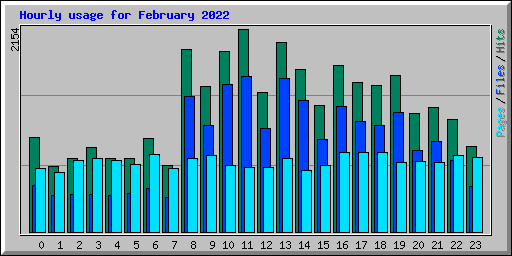 Hourly usage for February 2022
2154
Pages/Files/Hits
0 1 2 3 4 5 6 7 8 9 10 11 12 13 14 15 16 17 18 19 20 21 22 23